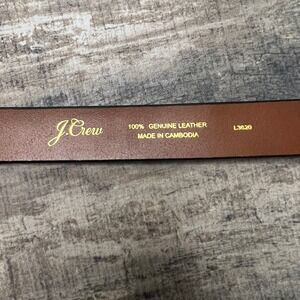 J.Crew
100% GENUINE LEATHER
MADE IN CAMBODIA
L3620